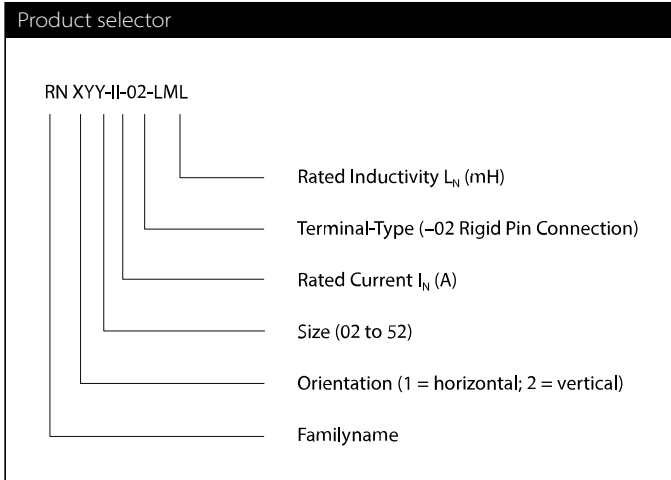 Product selector
RN XYY-II-02-LML
Rated Inductivity LN (mH)
Terminal-Type (–02 Rigid Pin Connection)
Rated Current IN (A)
Size (02 to 52)
Orientation (1 = horizontal; 2 = vertical)
Familyname